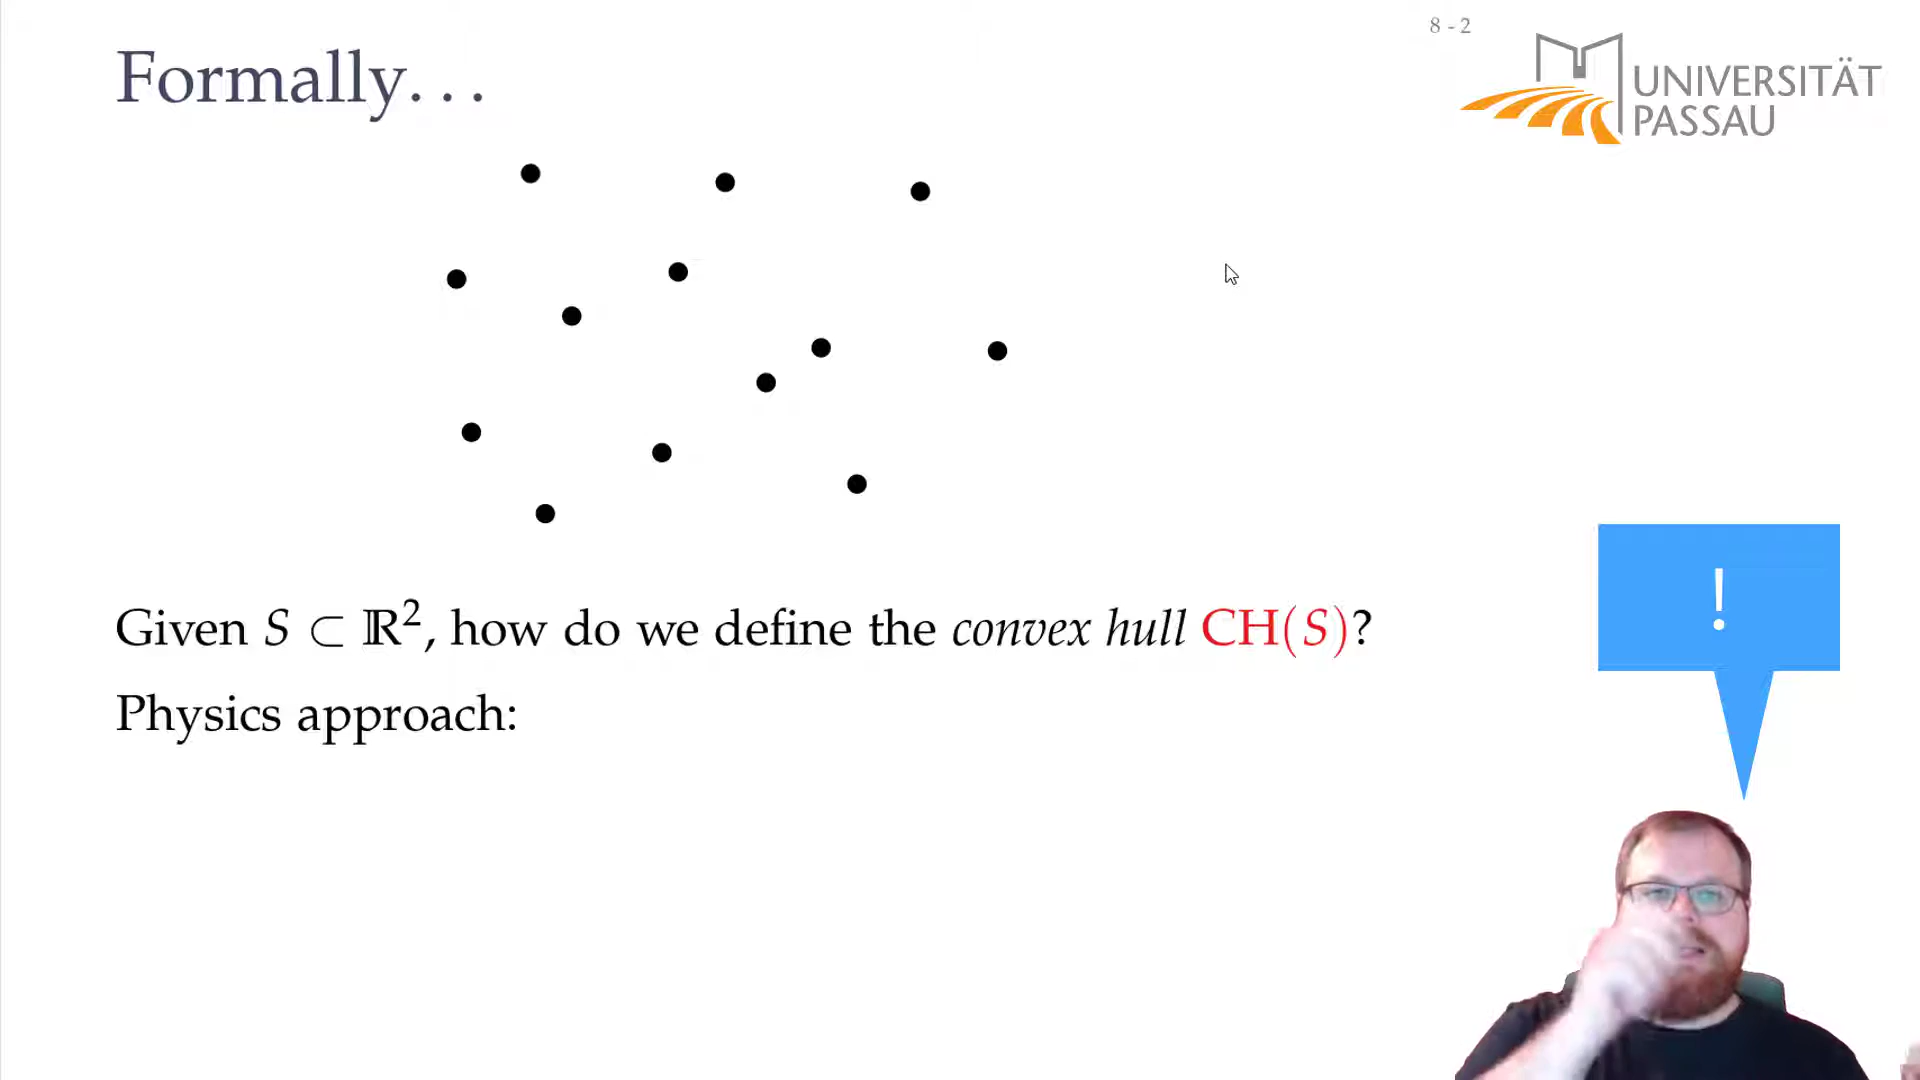 8 - 2
Formally...
UNIVERSITÄT
PASSAU
Given S ⊂ ℝ², how do we define the convex hull CH(S)?
!
Physics approach: